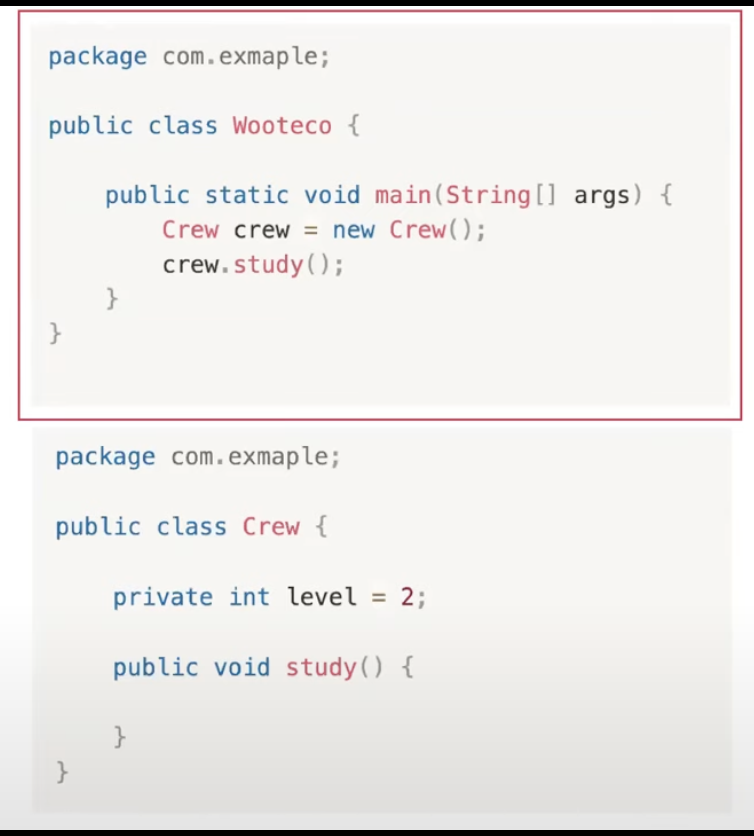 package com.exmaple;
public class Wooteco {
public static void main(String[] args) {
Crew crew = new Crew();
crew.study();
}
}
package com.exmaple;
public class Crew {
private int level = 2;
public void study() {
}
}